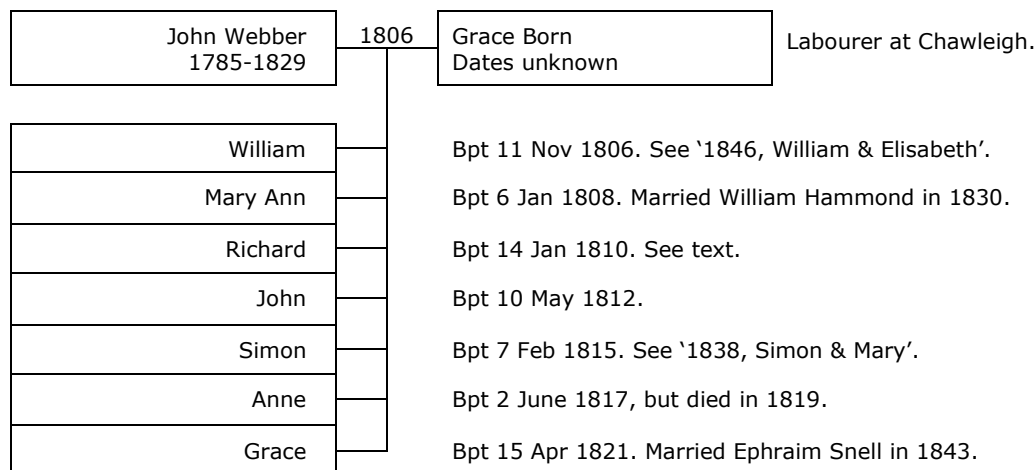 John Webber
1785-1829
1806
Grace Born
Dates unknown
Labourer at Chawleigh.
William
Bpt 11 Nov 1806. See ‘1846, William & Elisabeth’.
Mary Ann
Bpt 6 Jan 1808. Married William Hammond in 1830.
Richard
Bpt 14 Jan 1810. See text.
John
Bpt 10 May 1812.
Simon
Bpt 7 Feb 1815. See ‘1838, Simon & Mary’.
Anne
Bpt 2 June 1817, but died in 1819.
Grace
Bpt 15 Apr 1821. Married Ephraim Snell in 1843.